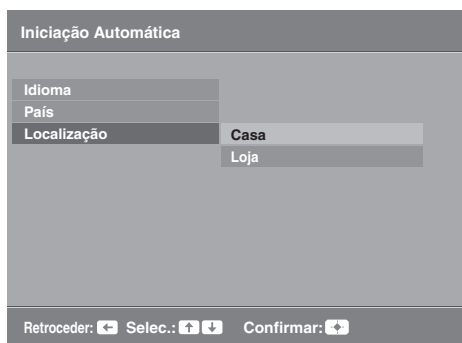 Iniciação Automática
Idioma
País
Localização Casa
Loja
Retroceder: Selec.: Confirmar: